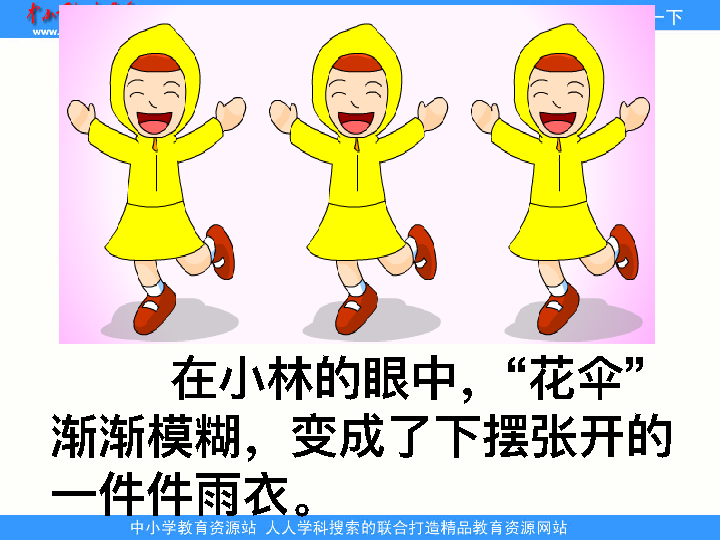 www.
一下
在小林的眼中，“花伞”
渐渐模糊，变成了下摆张开的
一件件雨衣。
中小学教育资源站 人人学科搜索的联合打造精品教育资源网站